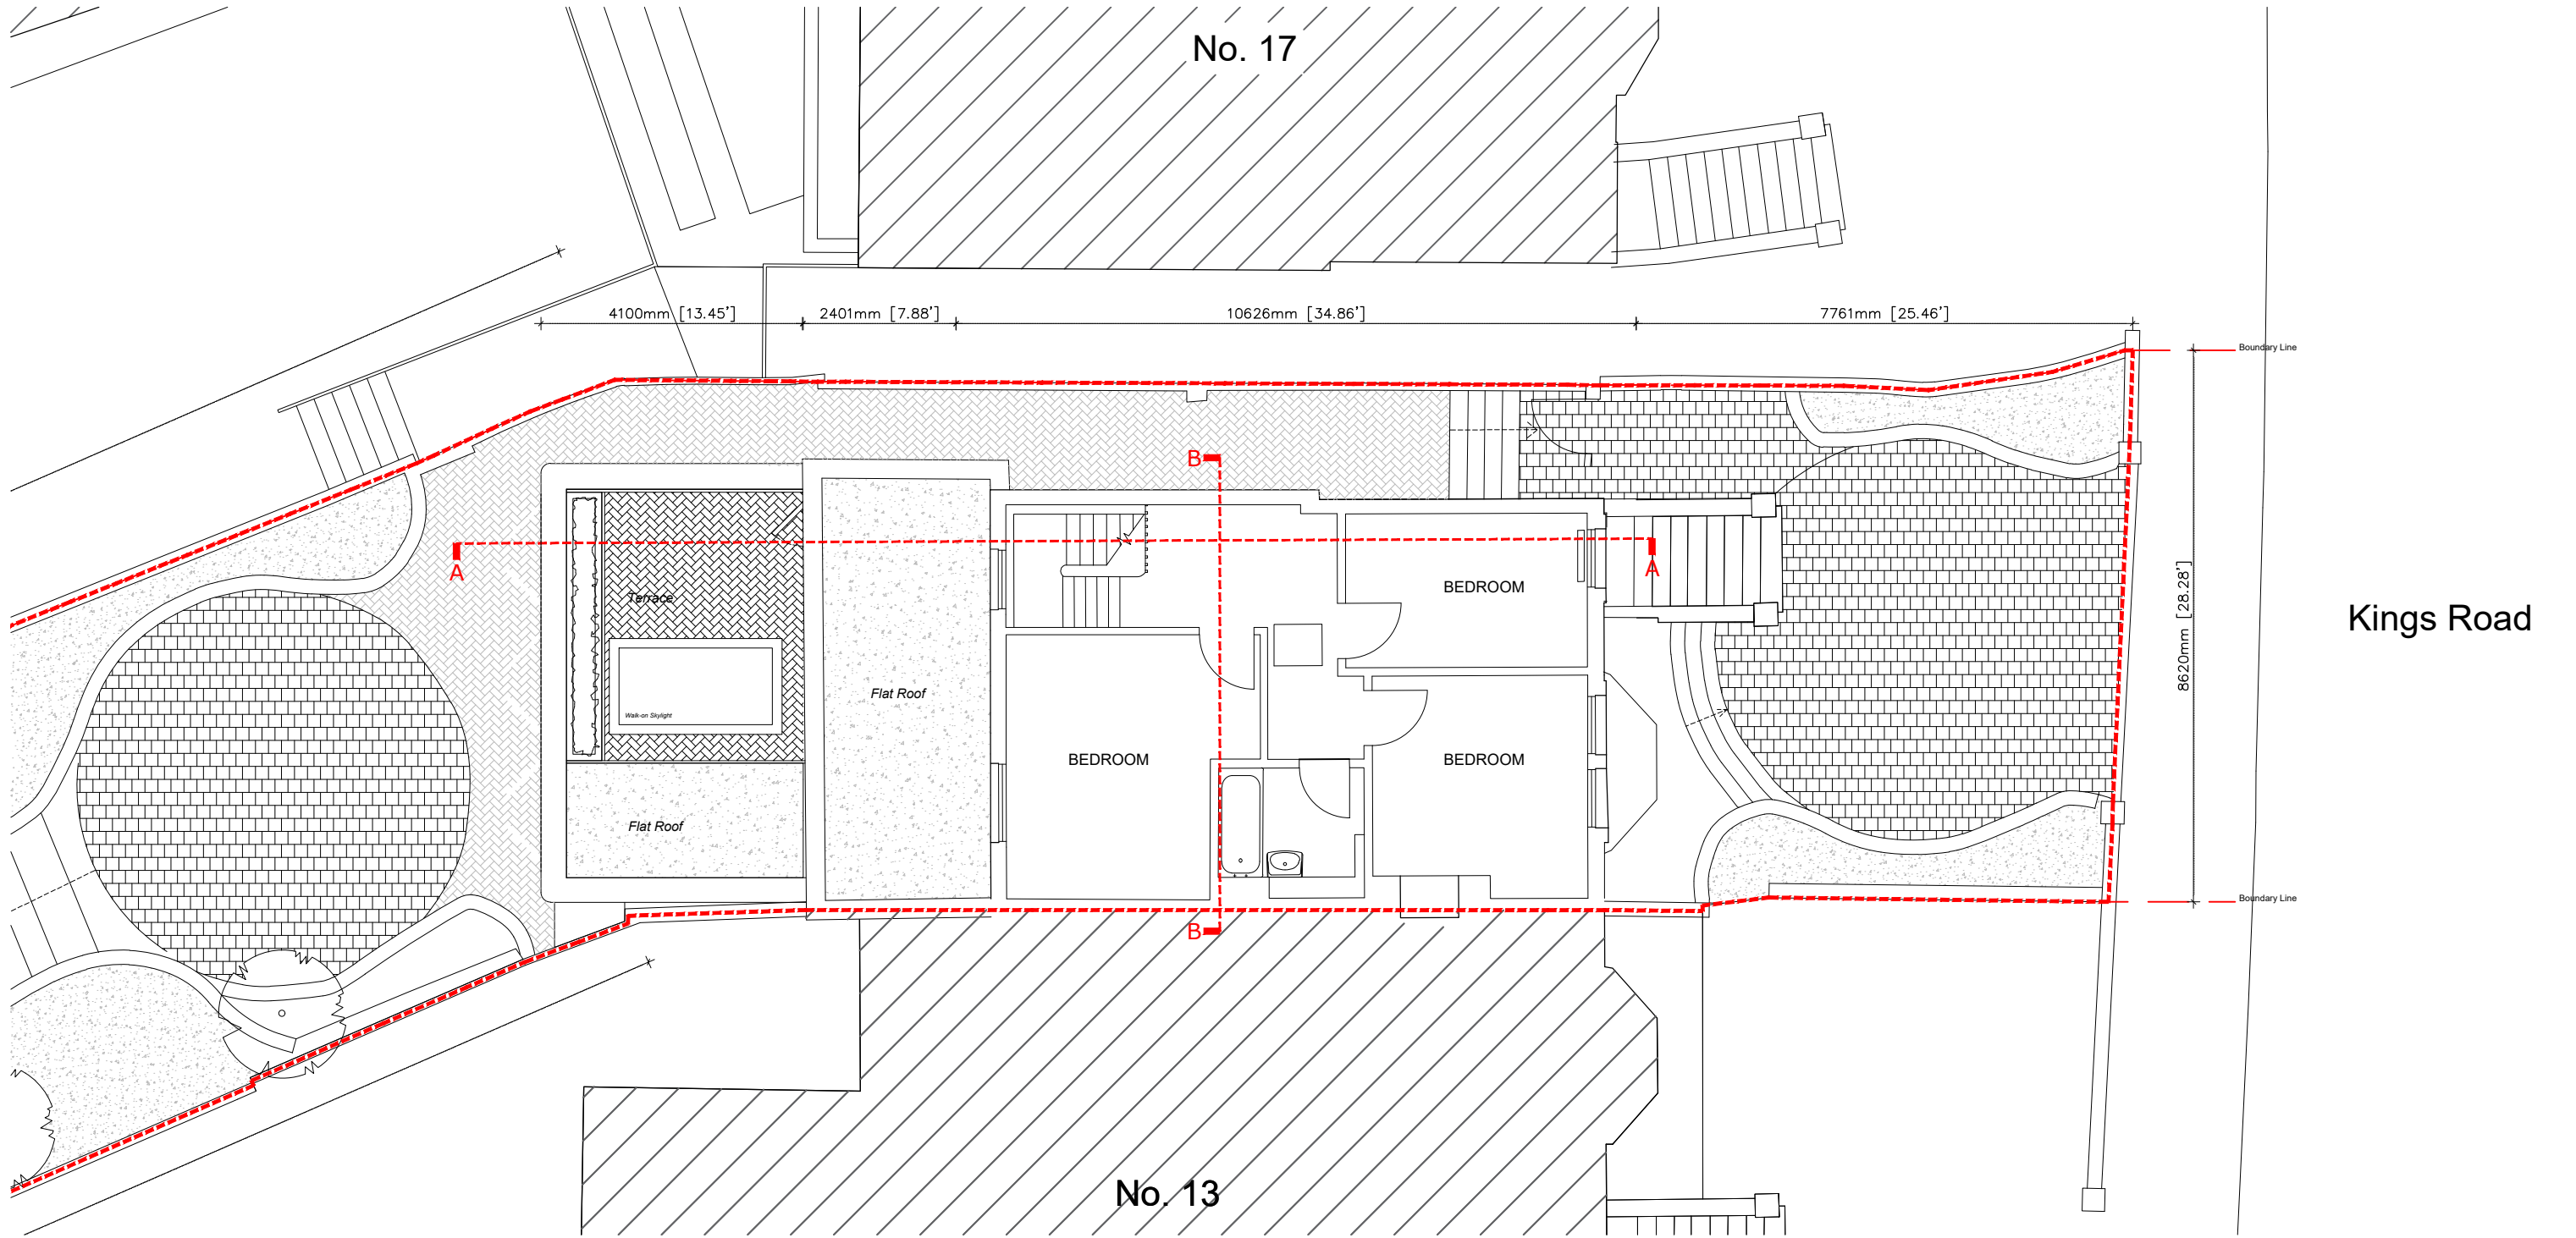 No. 17
4100mm [13.45']
2401mm [7.88']
10626mm [34.86']
7761mm [25.46']
Boundary Line
B
A
A
BEDROOM
Terrace
8620mm [28.28']
Kings Road
Flat Roof
Walk-on Skylight
BEDROOM
BEDROOM
Flat Roof
Boundary Line
B
No. 13